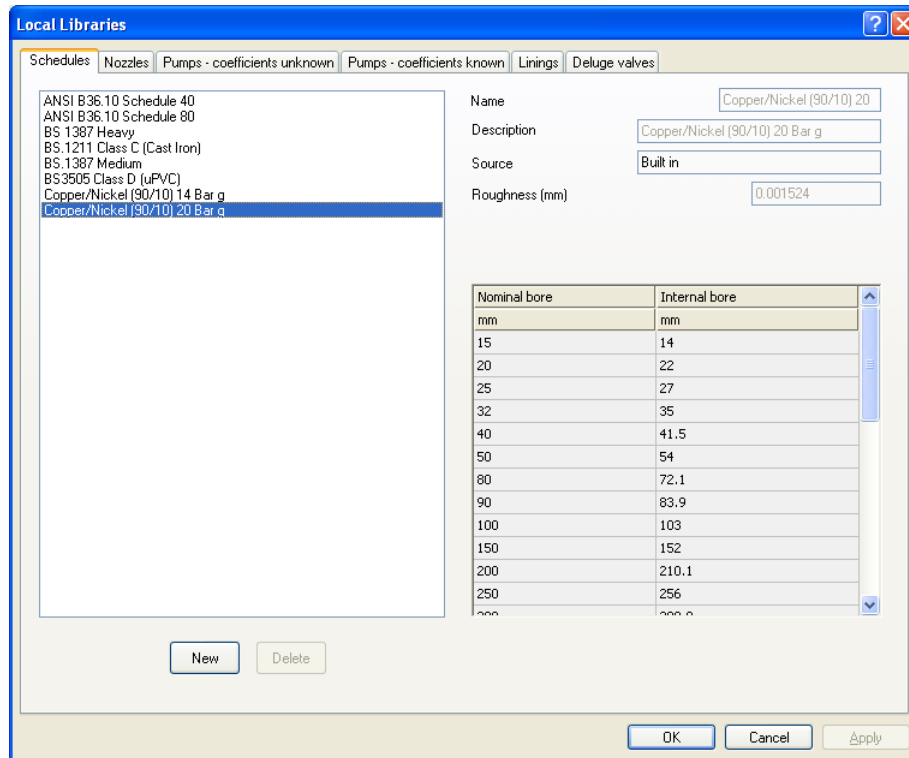 Local Libraries
Schedules Nozzles Pumps - coefficients unknown Pumps - coefficients known Linings Deluge valves
ANSI B36.10 Schedule 40
ANSI B36.10 Schedule 80
BS 1387 Heavy
BS.1211 Class C (Cast Iron)
BS.1387 Medium
BS3505 Class D (uPVC)
Copper/Nickel (90/10) 14 Bar g
Copper/Nickel (90/10) 20 Bar g
Name Copper/Nickel (90/10) 20
Description Copper/Nickel (90/10) 20 Bar g
Source Built in
Roughness (mm) 0.001524
Nominal bore Internal bore
mm mm
15 14
20 22
25 27
32 35
40 41.5
50 54
80 72.1
90 83.9
100 103
150 152
200 210.1
250 256
New Delete
OK Cancel Apply